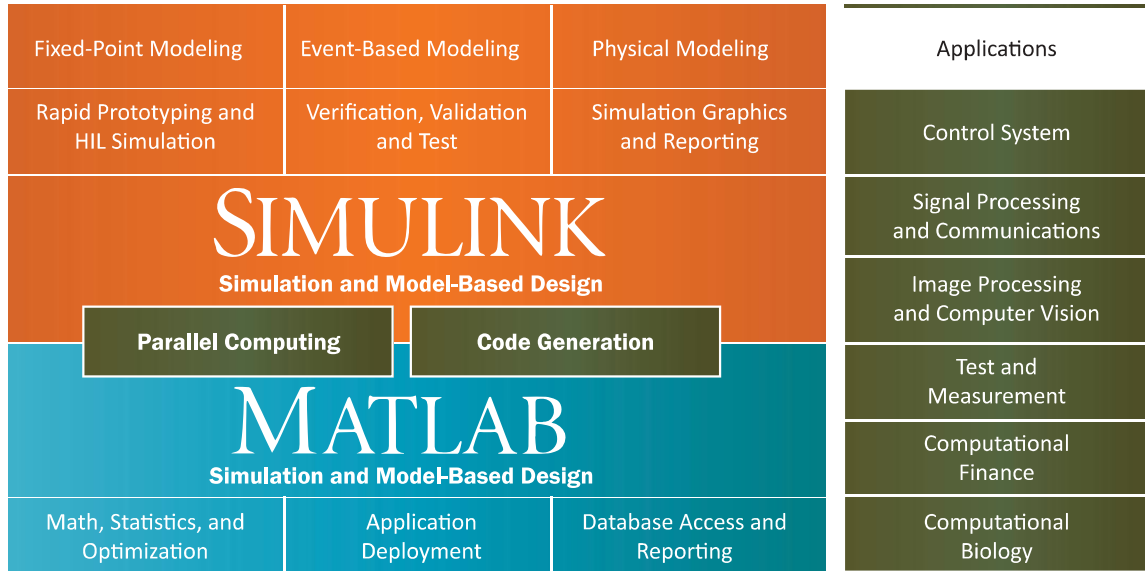 Fixed-Point Modeling
Event-Based Modeling
Physical Modeling
Rapid Prototyping and
HIL Simulation
Verification, Validation
and Test
Simulation Graphics
and Reporting
SIMULINK
Simulation and Model-Based Design
Parallel Computing
Code Generation
MATLAB
Simulation and Model-Based Design
Math, Statistics, and
Optimization
Application
Deployment
Database Access and
Reporting
Applications
Control System
Signal Processing
and Communications
Image Processing
and Computer Vision
Test and
Measurement
Computational
Finance
Computational
Biology